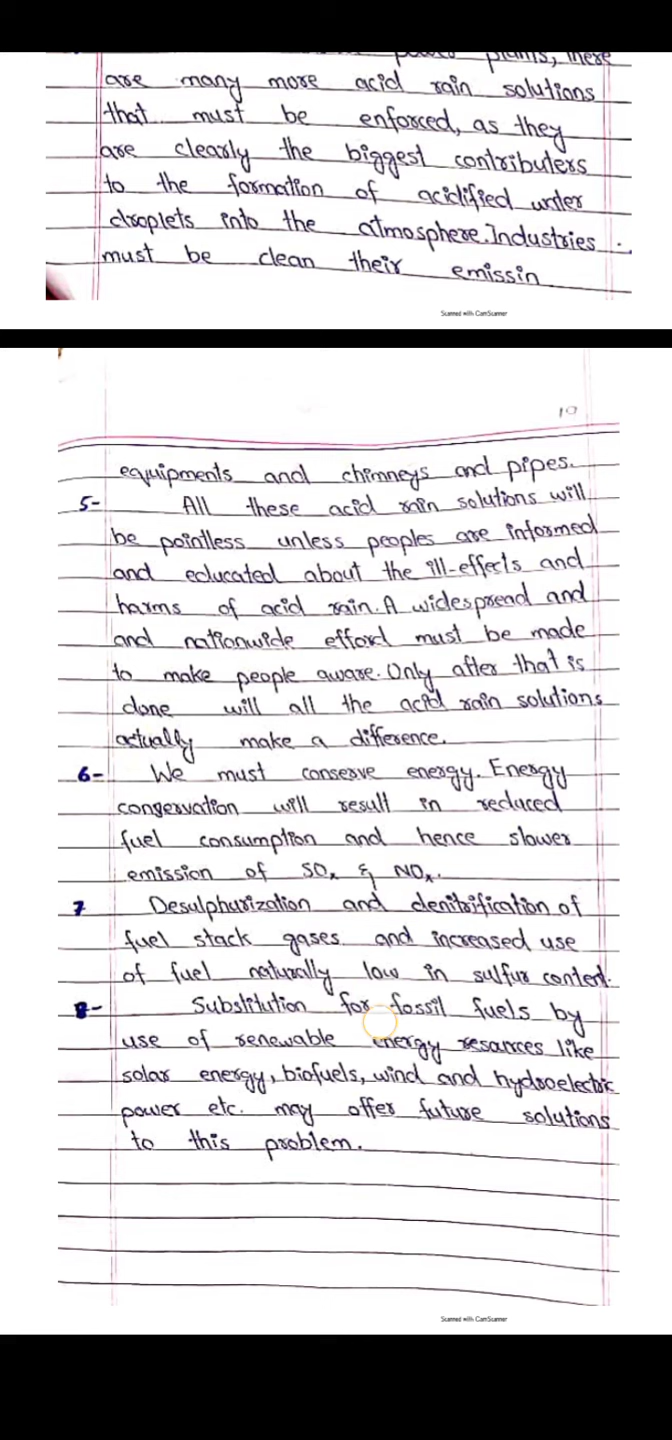 power plants, there
are many more acid rain solutions
that must be enforced, as they
are clearly the biggest contributers
to the formation of acidified water
droplets into the atmosphere. Industries
must be clean their emissin
Scanned with CamScanner
10
equipments and chimneys and pipes.
5- All these acid rain solutions will
be pointless unless peoples are informed
and educated about the ill-effects and
harms of acid rain. A widespread and
and nationwide efford must be made
to make people aware. Only after that is
done will all the acid rain solutions
actually make a difference.
6- We must conserve energy. Energy
congervation will result in reduced
fuel consumption and hence slower
emission of SOx & NOx.
7 Desulphurization and denitrification of
fuel stack gases and increased use
of fuel naturally low in sulfur content.
8- Substitution for fossil fuels by
use of renewable energy resances like
solar energy, biofuels, wind and hydroelectric
power etc. may offer future solutions
to this problem.
Scanned with CamScanner